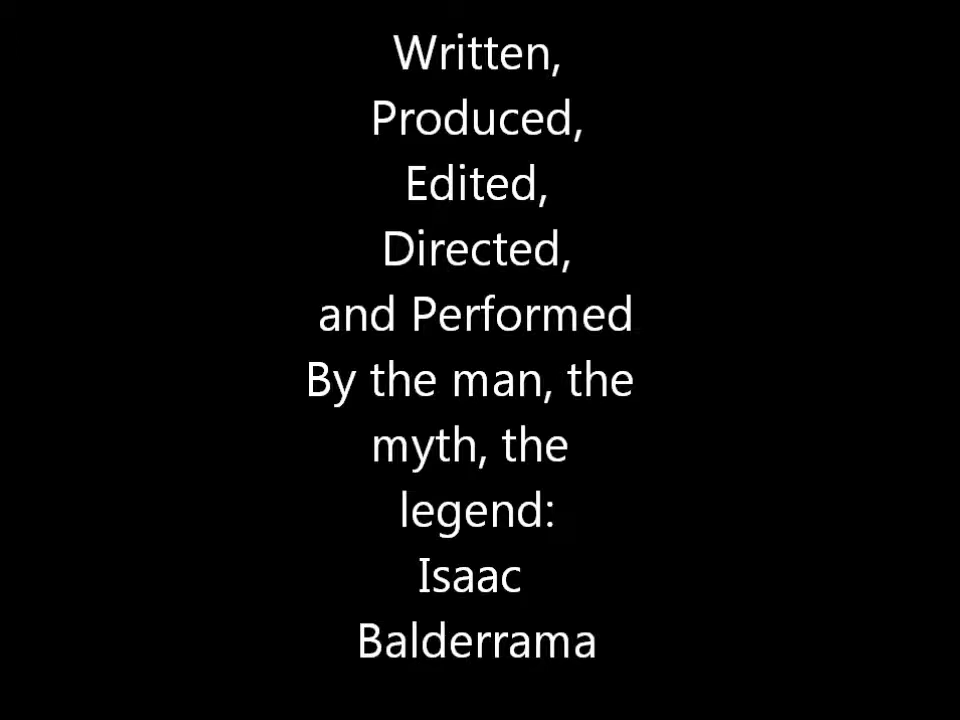 Written,
Produced,
Edited,
Directed,
and Performed
By the man, the
myth, the
legend:
Isaac
Balderrama